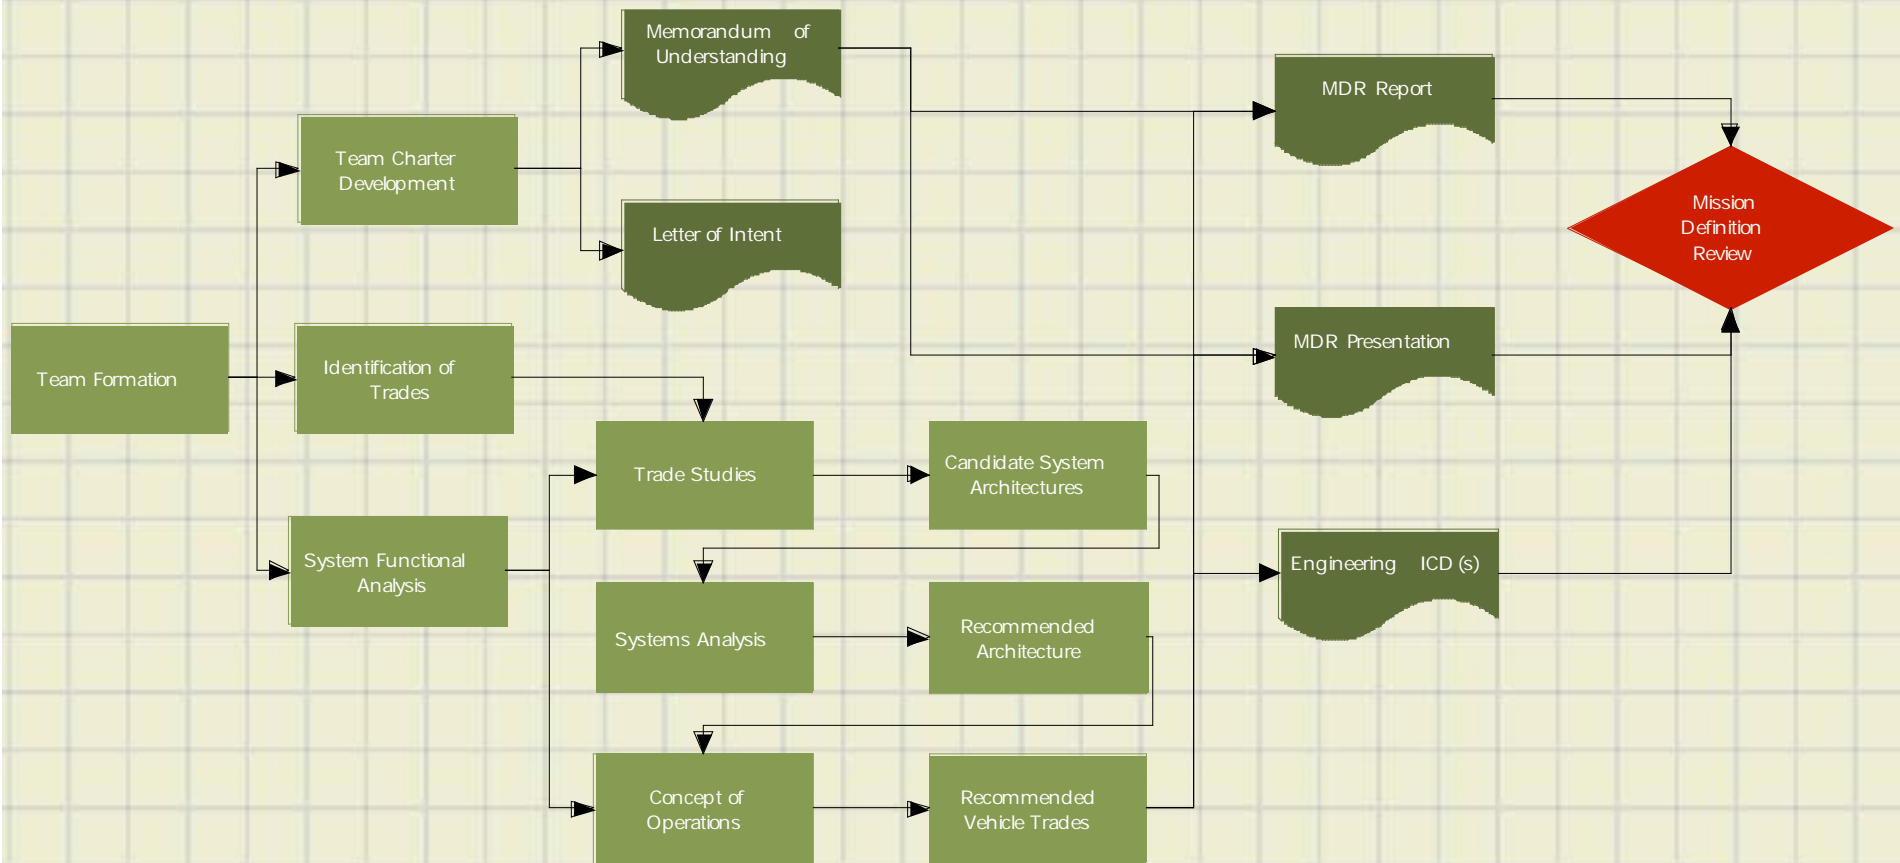 Memorandum of
Understanding
MDR Report
Team Charter
Development
Mission
Definition
Review
Letter of Intent
Team Formation
Identification of
Trades
MDR Presentation
Trade Studies
Candidate System
Architectures
System Functional
Analysis
Engineering ICD (s)
Systems Analysis
Recommended
Architecture
Concept of
Operations
Recommended
Vehicle Trades